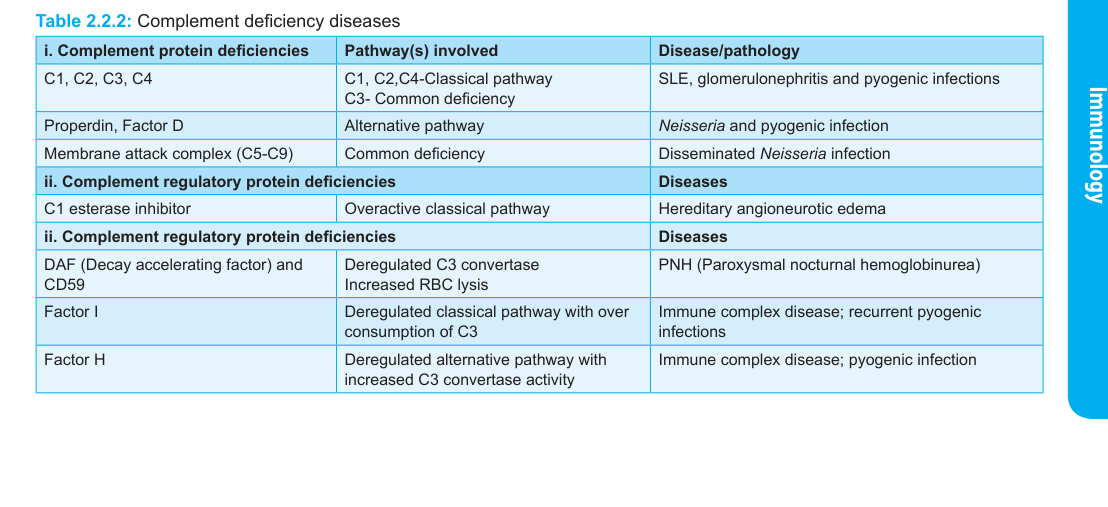 Table 2.2.2: Complement deficiency diseases
i. Complement protein deficiencies Pathway(s) involved Disease/pathology
C1, C2, C3, C4 C1, C2,C4-Classical pathway SLE, glomerulonephritis and pyogenic infections
C3- Common deficiency
Properdin, Factor D Alternative pathway Neisseria and pyogenic infection
Membrane attack complex (C5-C9) Common deficiency Disseminated Neisseria infection
ii. Complement regulatory protein deficiencies Diseases
C1 esterase inhibitor Overactive classical pathway Hereditary angioneurotic edema
ii. Complement regulatory protein deficiencies Diseases
DAF (Decay accelerating factor) and Deregulated C3 convertase PNH (Paroxysmal nocturnal hemoglobinurea)
CD59 Increased RBC lysis
Factor I Deregulated classical pathway with over Immune complex disease; recurrent pyogenic
consumption of C3 infections
Factor H Deregulated alternative pathway with Immune complex disease; pyogenic infection
increased C3 convertase activity
Immunology